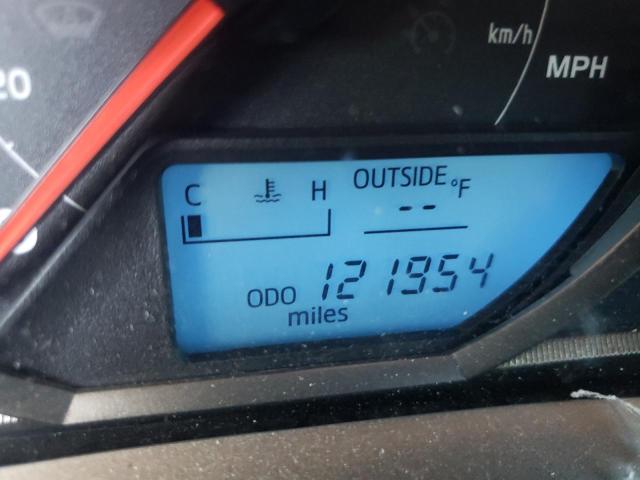 km/h
MPH
20
C H OUTSIDE °F
--
ODO 121954
miles